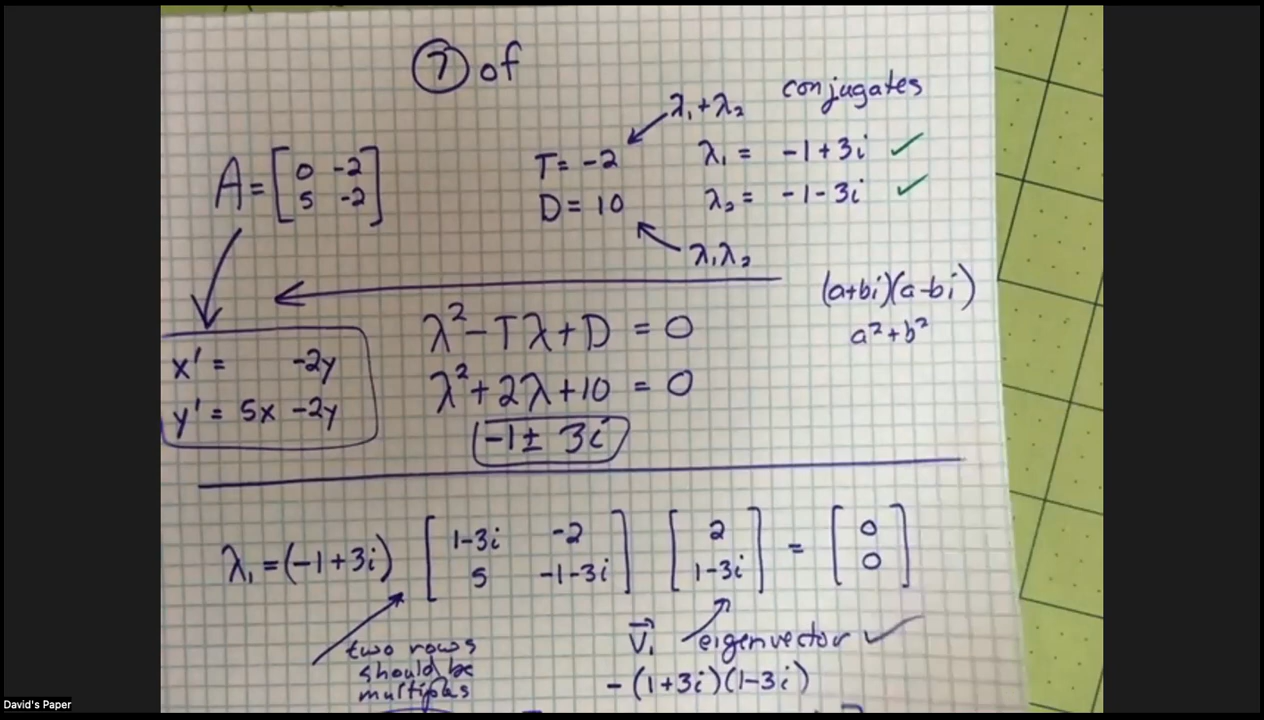 ⑦ of
A = [0 -2; 5 -2]
T = -2
D = 10
λ₁+λ₂
λ₁λ₂
conjugates
λ₁ = -1+3i ✓
λ₂ = -1-3i ✓
(a+bi)(a-bi)
a²+b²
x' = -2y
y' = 5x -2y
λ² - Tλ + D = 0
λ² + 2λ + 10 = 0
-1 ± 3i
λ₁ = (-1+3i) [1-3i -2; 5 -1-3i] [2; 1-3i] = [0; 0]
two rows
should be
multiples
v⃗₁ eigenvector ✓
-(1+3i)(1-3i)
David's Paper